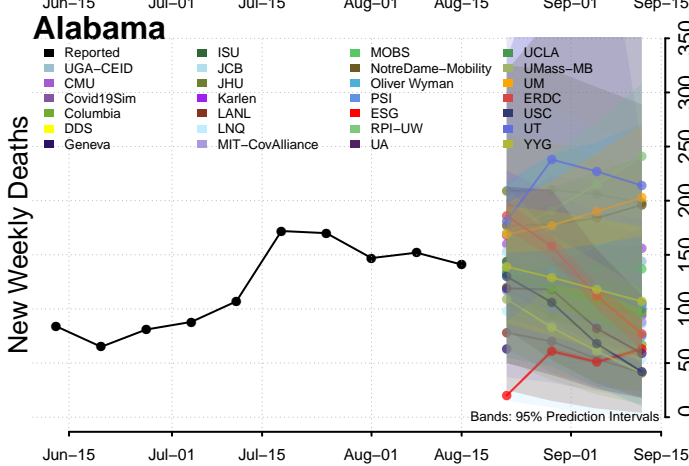 Jun−15 Jul−01 Jul−15 Aug−01 Aug−15 Sep−01 Sep−15
Alabama
Reported ISU MOBS UCLA
UGA−CEID JCB NotreDame−Mobility UMass−MB
CMU JHU Oliver Wyman UM
Covid19Sim Karlen PSI ERDC
Columbia LANL ESG USC
DDS LNQ RPI−UW UT
Geneva MIT−CovAlliance UA YYG
New Weekly Deaths
350
300
250
200
150
100
50
0
Bands: 95% Prediction Intervals
Jun−15 Jul−01 Jul−15 Aug−01 Aug−15 Sep−01 Sep−15